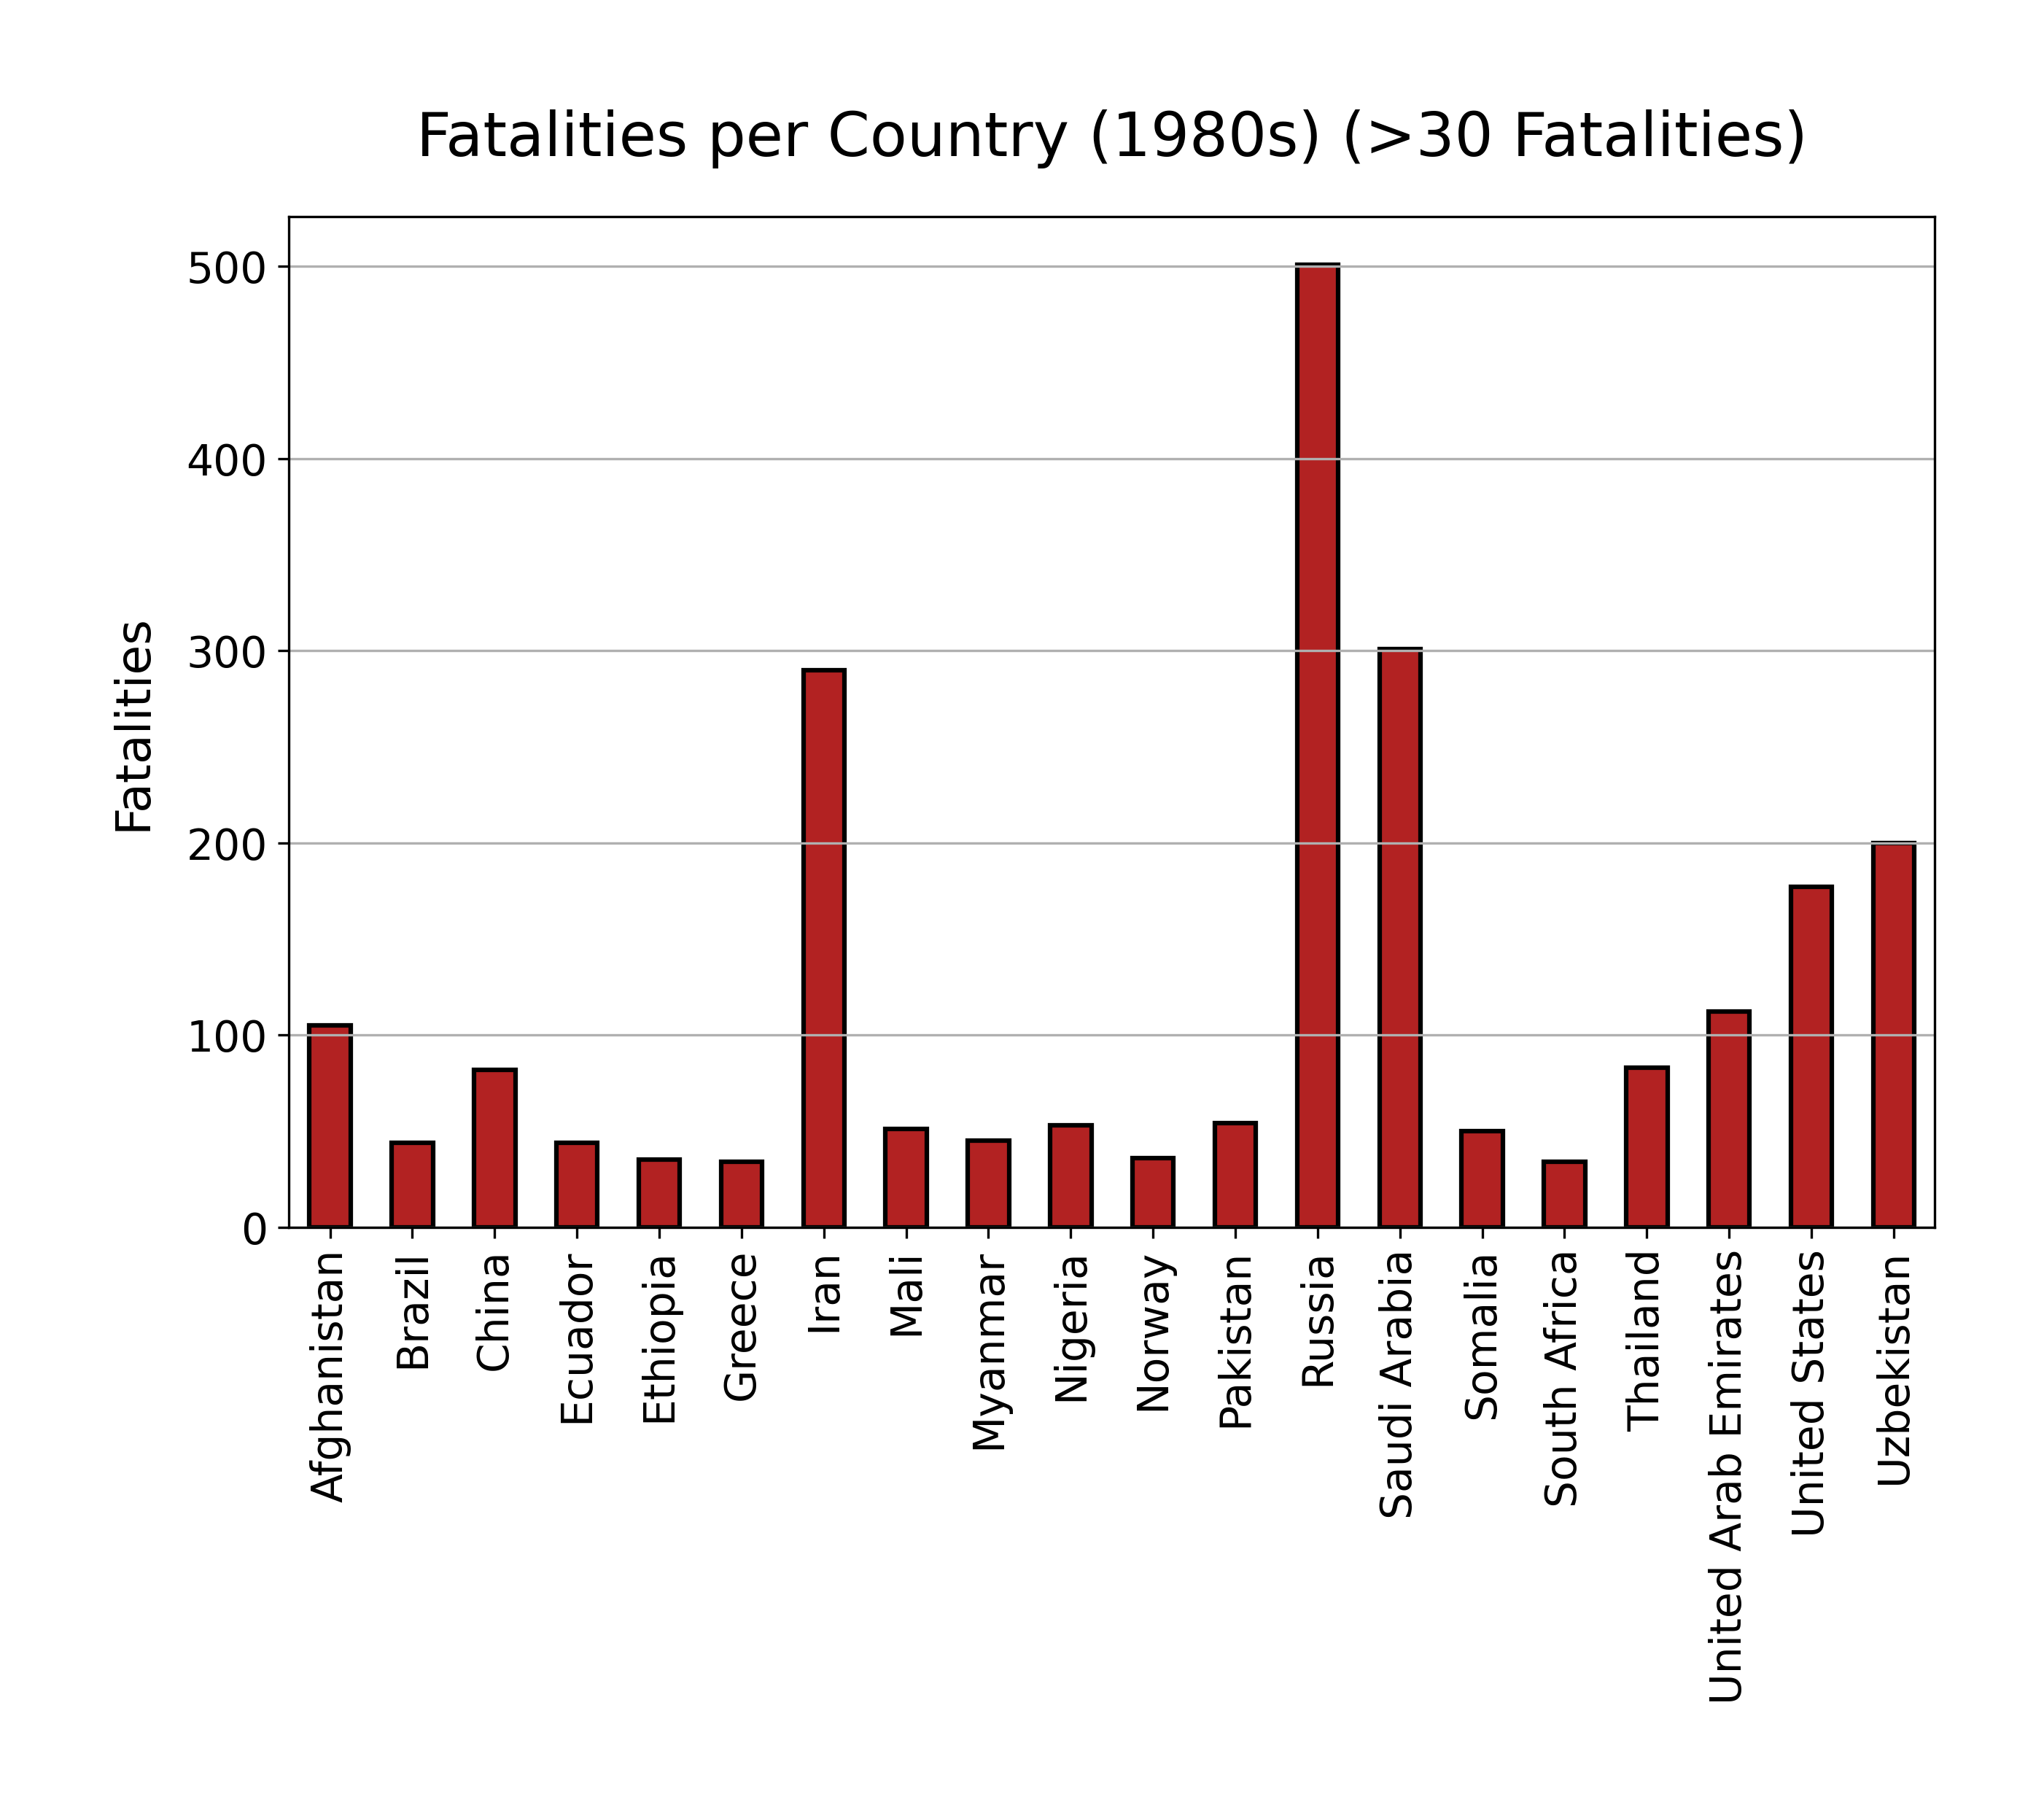 Fatalities per Country (1980s) (>30 Fatalities)
Fatalities
500
400
300
200
100
0
Afghanistan
Brazil
China
Ecuador
Ethiopia
Greece
Iran
Mali
Myanmar
Nigeria
Norway
Pakistan
Russia
Saudi Arabia
Somalia
South Africa
Thailand
United Arab Emirates
United States
Uzbekistan